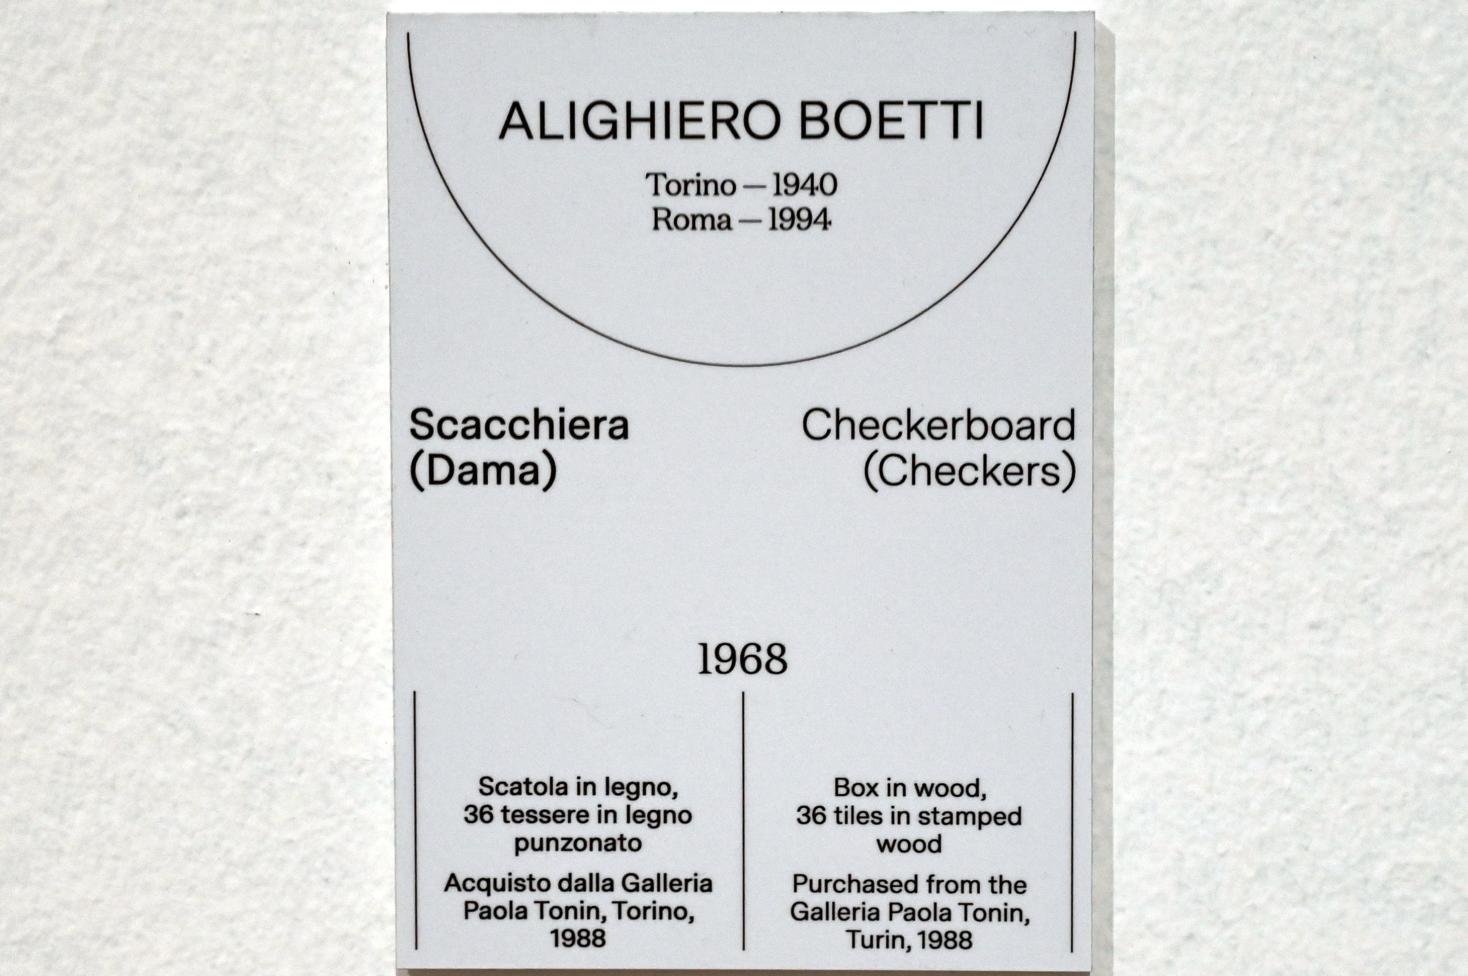 ALIGHIERO BOETTI
Torino — 1940
Roma — 1994
Scacchiera
(Dama)
Checkerboard
(Checkers)
1968
Scatola in legno,
36 tessere in legno
punzonato
Acquisto dalla Galleria
Paola Tonin, Torino,
1988
Box in wood,
36 tiles in stamped
wood
Purchased from the
Galleria Paola Tonin,
Turin, 1988